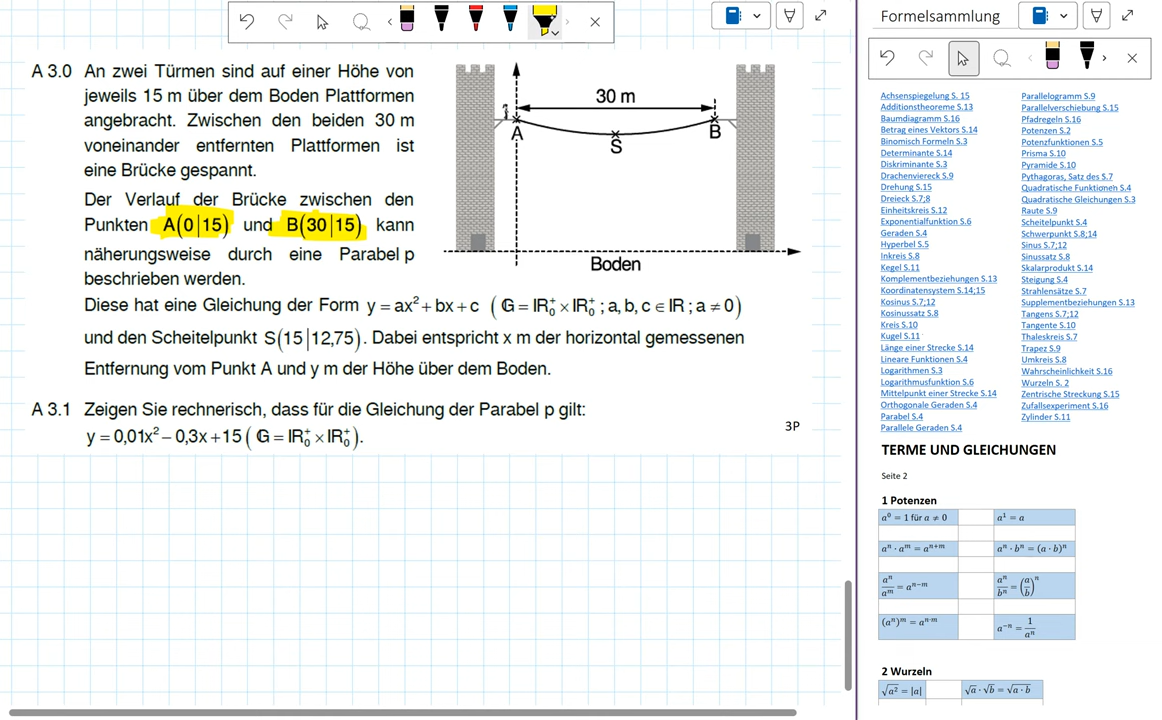 Formelsammlung
A 3.0 An zwei Türmen sind auf einer Höhe von
jeweils 15 m über dem Boden Plattformen
angebracht. Zwischen den beiden 30 m
voneinander entfernten Plattformen ist
eine Brücke gespannt.
Der Verlauf der Brücke zwischen den
Punkten A(0|15) und B(30|15) kann
näherungsweise durch eine Parabel p
beschrieben werden.
30 m
A
B
S
Boden
Diese hat eine Gleichung der Form y = ax² + bx + c ( 𝔾 = ℝ₀⁺ × ℝ₀⁺ ; a, b, c ∈ ℝ ; a ≠ 0)
und den Scheitelpunkt S(15|12,75). Dabei entspricht x m der horizontal gemessenen
Entfernung vom Punkt A und y m der Höhe über dem Boden.
A 3.1 Zeigen Sie rechnerisch, dass für die Gleichung der Parabel p gilt:
y = 0,01x² − 0,3x + 15 ( 𝔾 = ℝ₀⁺ × ℝ₀⁺).
3P
Achsenspiegelung S. 15
Additionstheoreme S.13
Baumdiagramm S.16
Betrag eines Vektors S.14
Binomisch Formeln S.3
Determinante S.14
Diskriminante S.3
Drachenviereck S.9
Drehung S.15
Dreieck S.7;8
Einheitskreis S.12
Exponentialfunktion S.6
Geraden S.4
Hyperbel S.5
Inkreis S.8
Kegel S.11
Komplementbeziehungen S.13
Koordinatensystem S.14;15
Kosinus S.7;12
Kosinussatz S.8
Kreis S.10
Kugel S.11
Länge einer Strecke S.14
Lineare Funktionen S.4
Logarithmen S.3
Logarithmusfunktion S.6
Mittelpunkt einer Strecke S.14
Orthogonale Geraden S.4
Parabel S.4
Parallele Geraden S.4
Parallelogramm S.9
Parallelverschiebung S.15
Pfadregeln S.16
Potenzen S.2
Potenzfunktionen S.5
Prisma S.10
Pyramide S.10
Pythagoras, Satz des S.7
Quadratische Funktionen S.4
Quadratische Gleichungen S.3
Raute S.9
Scheitelpunkt S.4
Schwerpunkt S.8;14
Sinus S.7;12
Sinussatz S.8
Skalarprodukt S.14
Steigung S.4
Strahlensätze S.7
Supplementbeziehungen S.13
Tangens S.7;12
Tangente S.10
Thaleskreis S.7
Trapez S.9
Umkreis S.8
Wahrscheinlichkeit S.16
Wurzeln S. 2
Zentrische Streckung S.15
Zufallsexperiment S.16
Zylinder S.11
TERME UND GLEICHUNGEN
Seite 2
1 Potenzen
a⁰ = 1 für a ≠ 0
a¹ = a
aⁿ · aᵐ = aⁿ⁺ᵐ
aⁿ · bⁿ = (a · b)ⁿ
aⁿ/aᵐ = aⁿ⁻ᵐ
aⁿ/bⁿ = (a/b)ⁿ
(aⁿ)ᵐ = aⁿ·ᵐ
a⁻ⁿ = 1/aⁿ
2 Wurzeln
√a² = |a|
√a · √b = √a · b